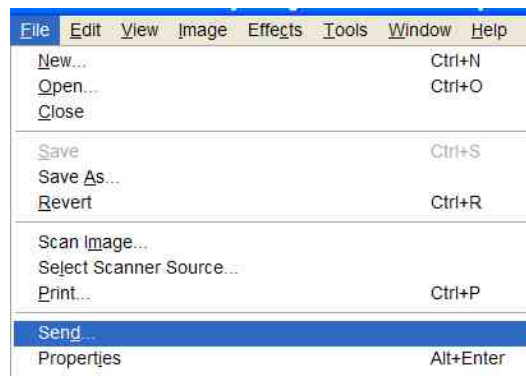 File Edit View Image Effects Tools Window Help
New... Ctrl+N
Open... Ctrl+O
Close
Save Ctrl+S
Save As...
Revert Ctrl+R
Scan Image...
Select Scanner Source...
Print... Ctrl+P
Send...
Properties Alt+Enter